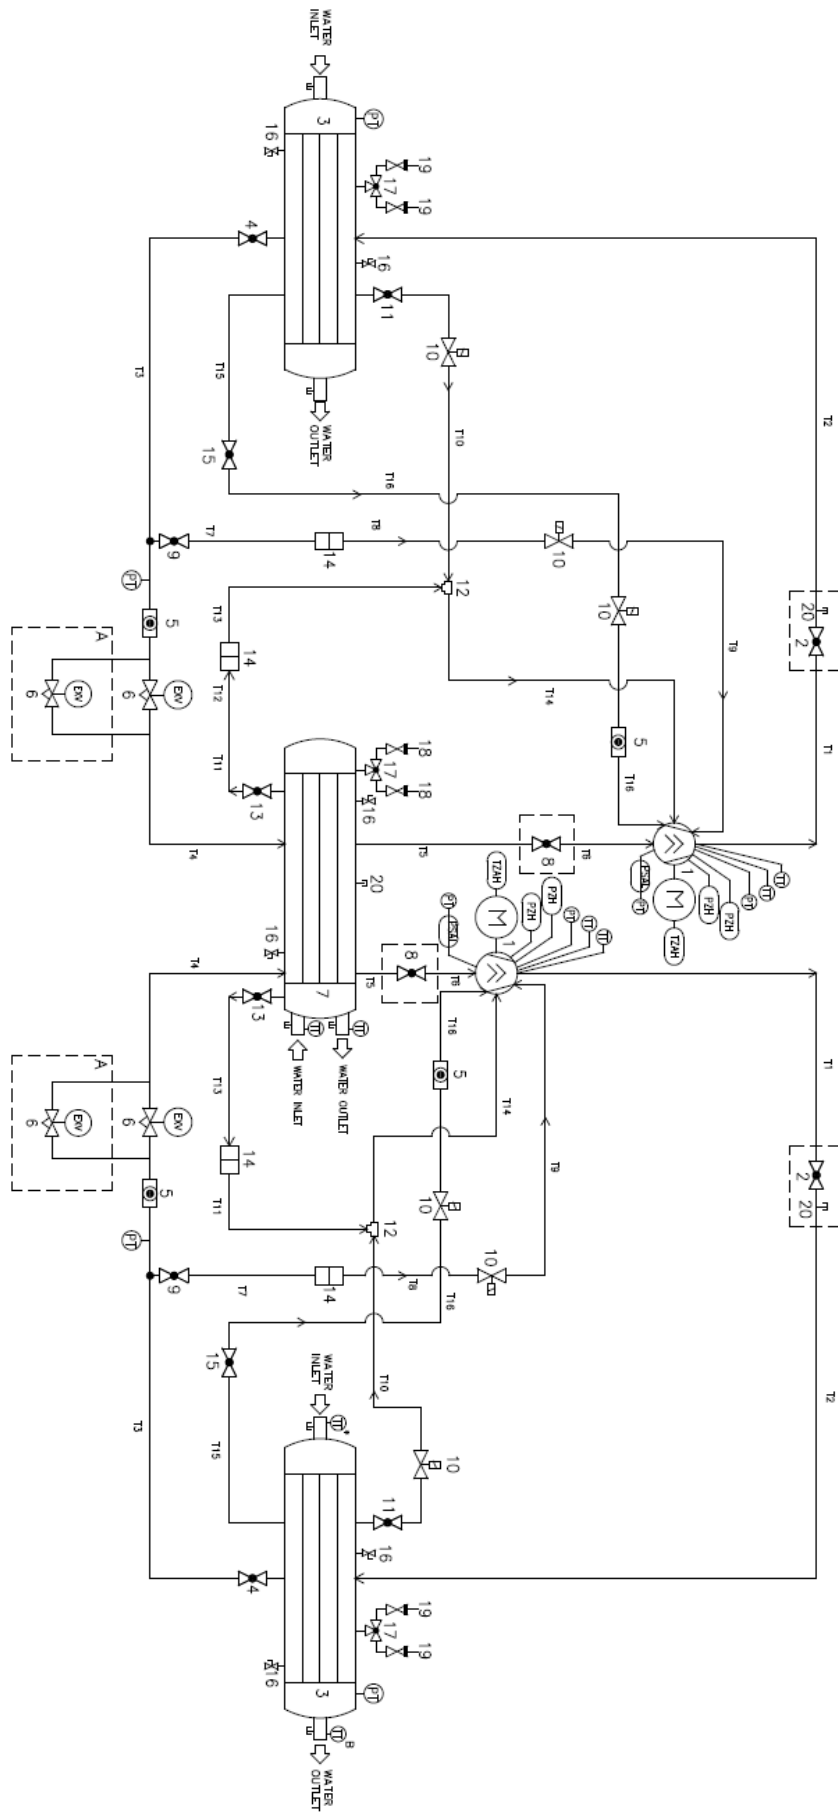 WATER
INLET
3
PT
16
19
17
19
4
16
11
10
T3
T15
T10
T2
WATER
OUTLET
15
T16
T7
T8
9
14
10
12
10
20
2
PT
T13
T9
5
14
T12
T14
A
EXV
6
EXV
6
5
T11
13
18
17
18
16
T16
T1
T4
T5
8
T6
1
20
TZAH
M
PSAL
PT
PZH
PZH
PT
TT
TT
M
TZAH
PT
PSAL
1
PZH
PZH
PT
TT
TT
16
T4
T5
8
T6
7
13
TT
TT
WATER INLET
WATER OUTLET
T13
T16
5
T14
T9
T1
A
EXV
6
EXV
6
14
5
T11
12
10
2
20
PT
9
T7
14
T8
10
T16
15
WATER
INLET
TT
*
T10
T3
T15
10
T2
11
16
4
19
17
19
16
3
PT
TT
B
WATER
OUTLET